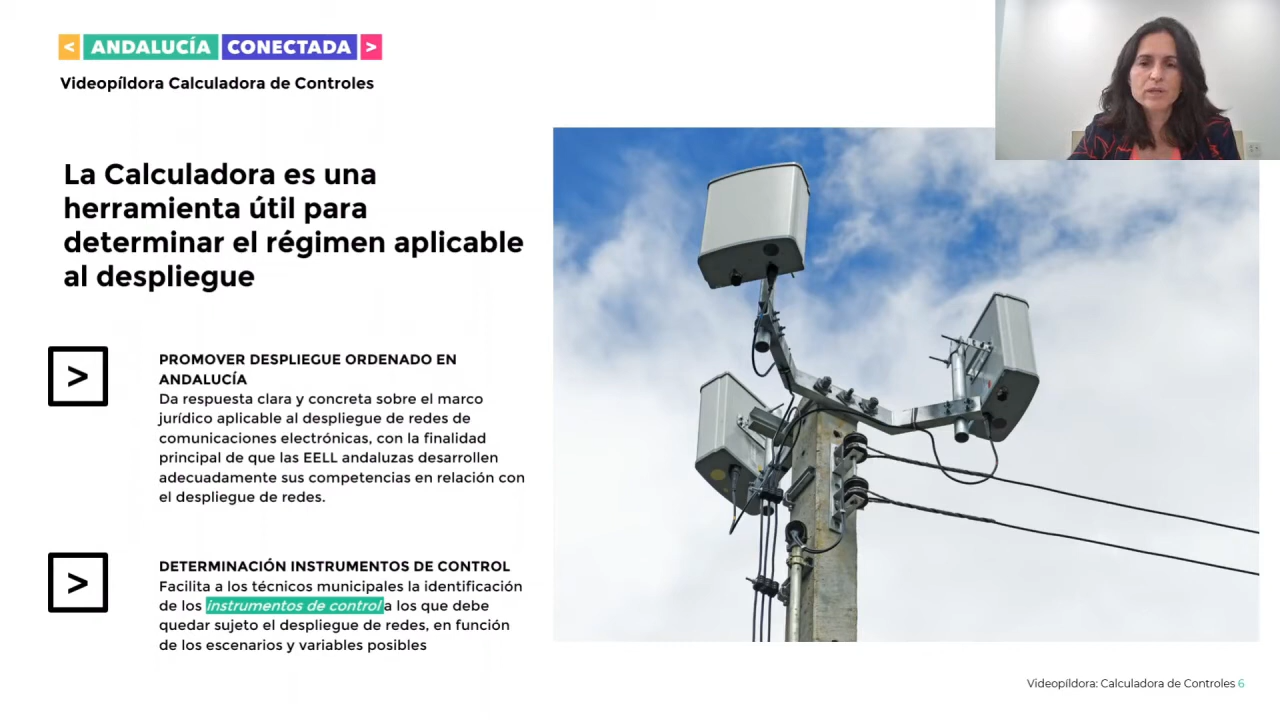 < ANDALUCÍA CONECTADA >
Videopíldora Calculadora de Controles
La Calculadora es una
herramienta útil para
determinar el régimen aplicable
al despliegue
>
PROMOVER DESPLIEGUE ORDENADO EN
ANDALUCÍA
Da respuesta clara y concreta sobre el marco
jurídico aplicable al despliegue de redes de
comunicaciones electrónicas, con la finalidad
principal de que las EELL andaluzas desarrollen
adecuadamente sus competencias en relación con
el despliegue de redes.
>
DETERMINACIÓN INSTRUMENTOS DE CONTROL
Facilita a los técnicos municipales la identificación
de los instrumentos de control a los que debe
quedar sujeto el despliegue de redes, en función
de los escenarios y variables posibles
Videopíldora: Calculadora de Controles 6